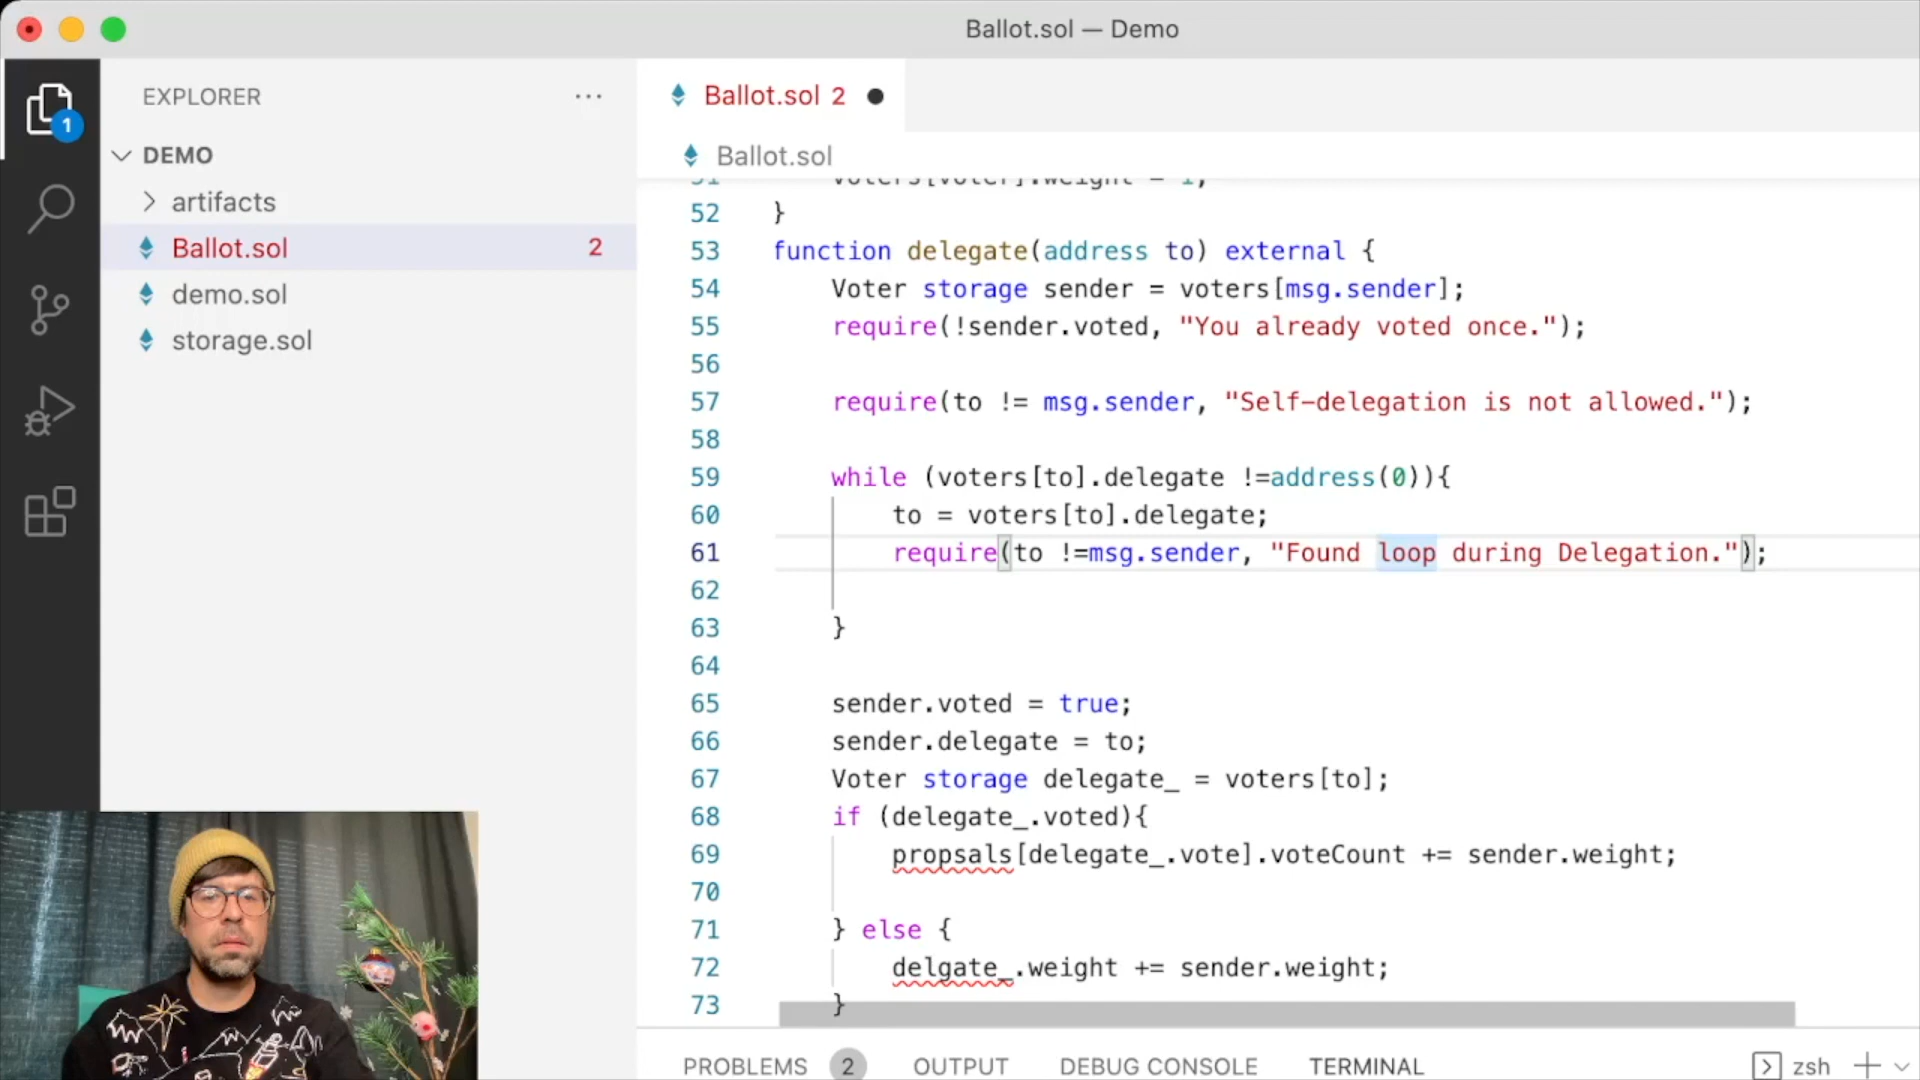 Ballot.sol — Demo
1
EXPLORER
DEMO
artifacts
Ballot.sol 2
demo.sol
storage.sol
Ballot.sol 2
Ballot.sol
51 voters[voter].weight = 1;
52 }
53 function delegate(address to) external {
54 Voter storage sender = voters[msg.sender];
55 require(!sender.voted, "You already voted once.");
56
57 require(to != msg.sender, "Self-delegation is not allowed.");
58
59 while (voters[to].delegate !=address(0)){
60 to = voters[to].delegate;
61 require(to !=msg.sender, "Found loop during Delegation.");
62
63 }
64
65 sender.voted = true;
66 sender.delegate = to;
67 Voter storage delegate_ = voters[to];
68 if (delegate_.voted){
69 propsals[delegate_.vote].voteCount += sender.weight;
70
71 } else {
72 delgate_.weight += sender.weight;
73 }
PROBLEMS 2 OUTPUT DEBUG CONSOLE TERMINAL zsh